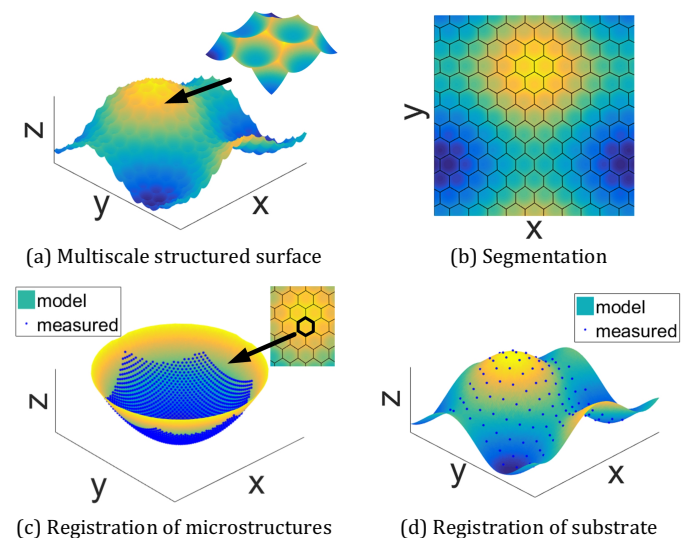 z
y
x
(a) Multiscale structured surface
y
x
(b) Segmentation
model
measured
z
y
x
(c) Registration of microstructures
model
measured
z
y
x
(d) Registration of substrate